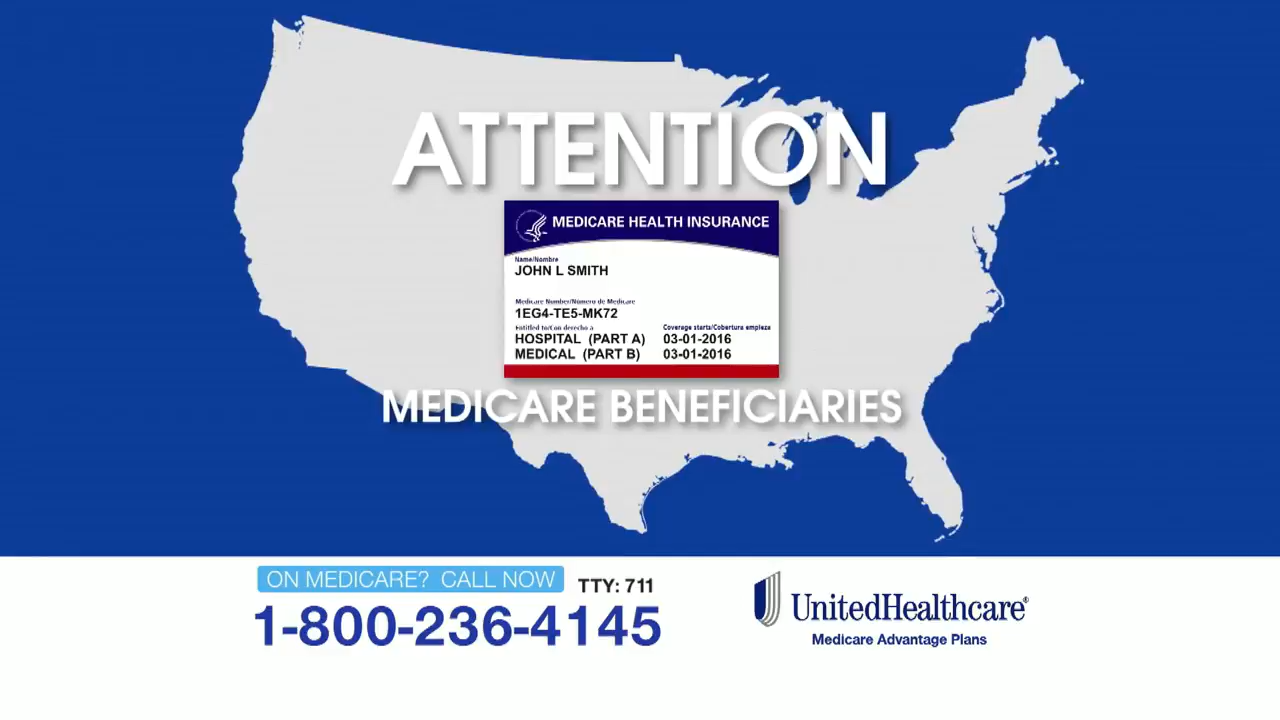 ATTENTION
MEDICARE HEALTH INSURANCE
Name/Nombre
JOHN L SMITH
Medicare Number/Número de Medicare
1EG4-TE5-MK72
Entitled to/Con derecho a Coverage starts/Cobertura empieza
HOSPITAL (PART A) 03-01-2016
MEDICAL (PART B) 03-01-2016
MEDICARE BENEFICIARIES
ON MEDICARE? CALL NOW TTY: 711
1-800-236-4145
UnitedHealthcare®
Medicare Advantage Plans